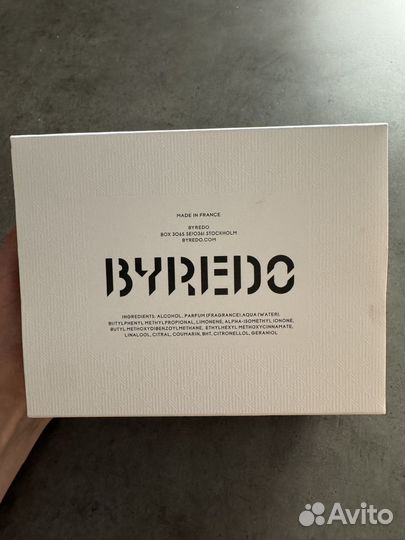 MADE IN FRANCE
BYREDO
BOX 3065 SE10361 STOCKHOLM
BYREDO.COM
BYREDO
INGREDIENTS: ALCOHOL, PARFUM (FRAGRANCE), AQUA (WATER),
BUTYLPHENYL METHYLPROPIONAL, LIMONENE, ALPHA-ISOMETHYL IONONE,
BUTYL METHOXYDIBENZOYLMETHANE, ETHYLHEXYL METHOXYCINNAMATE,
LINALOOL, CITRAL, COUMARIN, BHT, CITRONELLOL, GERANIOL
Avito